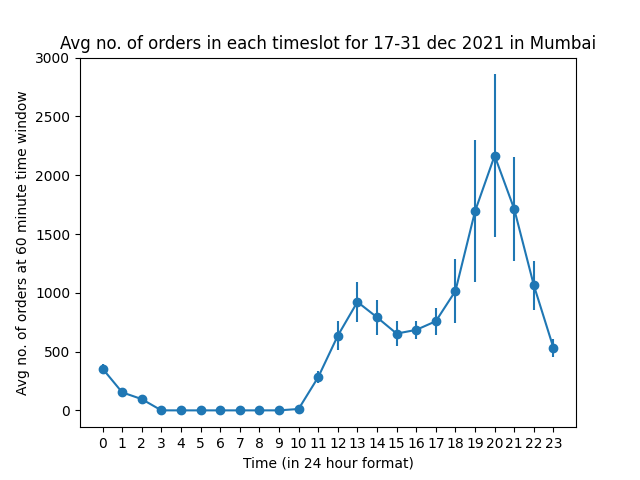 Avg no. of orders in each timeslot for 17-31 dec 2021 in Mumbai
3000
2500
2000
1500
1000
500
0
Avg no. of orders at 60 minute time window
0 1 2 3 4 5 6 7 8 9 10 11 12 13 14 15 16 17 18 19 20 21 22 23
Time (in 24 hour format)